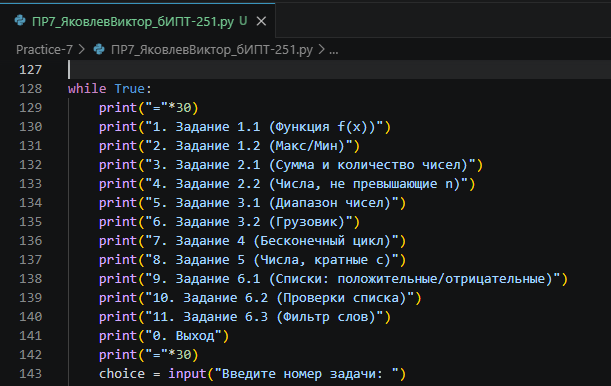 ПР7_ЯковлевВиктор_бИПТ-251.py U ×
Practice-7 > ПР7_ЯковлевВиктор_бИПТ-251.py > ...
127
128 while True:
129     print("="*30)
130     print("1. Задание 1.1 (Функция f(x))")
131     print("2. Задание 1.2 (Макс/Мин)")
132     print("3. Задание 2.1 (Сумма и количество чисел)")
133     print("4. Задание 2.2 (Числа, не превышающие n)")
134     print("5. Задание 3.1 (Диапазон чисел)")
135     print("6. Задание 3.2 (Грузовик)")
136     print("7. Задание 4 (Бесконечный цикл)")
137     print("8. Задание 5 (Числа, кратные c)")
138     print("9. Задание 6.1 (Списки: положительные/отрицательные)")
139     print("10. Задание 6.2 (Проверки списка)")
140     print("11. Задание 6.3 (Фильтр слов)")
141     print("0. Выход")
142     print("="*30)
143     choice = input("Введите номер задачи: ")